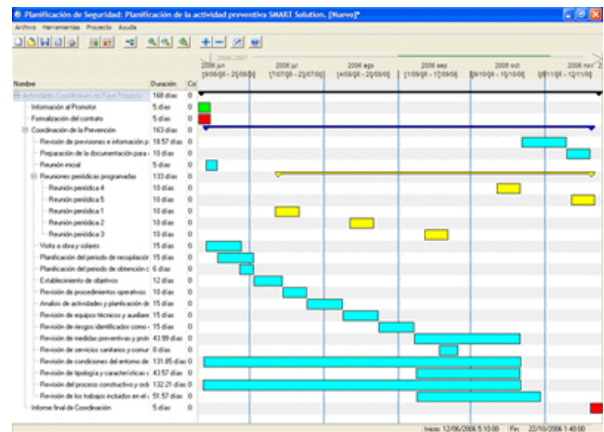 Planificación de Seguridad: Planificación de la actividad preventiva SMART Solution, [Nuevo]*
Archivo Herramientas Proyecto Ayuda
2006-2007
2006 jun 2006 jul 2006 ago 2006 sep 2006 oct 2006 nov 2
Nombre Duración Co
168 días 0
Información al Promotor 5 días 0
Formalización del contrato 5 días 0
Coordinación de la Prevención 163 días 0
Revisión de previsiones e información p 18.57 días 0
Preparación de la documentación para 10 días 0
Reunión inicial 5 días 0
Reuniones periódicas programadas 133 días 0
Reunión periódica 4 10 días 0
Reunión periódica 5 10 días 0
Reunión periódica 1 10 días 0
Reunión periódica 2 10 días 0
Reunión periódica 3 10 días 0
Visita a obra y solares 15 días 0
Planificación del periodo de recopilación 15 días 0
Planificación del periodo de obtención c 6 días 0
Establecimiento de objetivos 12 días 0
Revisión de procedimientos operativos 10 días 0
Analisis de actividades y planificación de 15 días 0
Revisión de equipos técnicos y auxiliare 15 días 0
Revisión de riesgos identificados como 15 días 0
Revisión de medidas preventivas y prote 43.99 días 0
Revisión de servicios sanitarios y comur 8 días 0
Revisión de condiciones del entorno de 131.85 días 0
Revisión de tipología y características c 43.57 días 0
Revisión del proceso constructivo y ord 132.21 días 0
Revisión de los trabajos incluidos en el 51.57 días 0
Informe final de Coordinación 5 días 0
Inicio: 12/06/2006 5:10:00 Fin: 22/10/2006 1:40:00